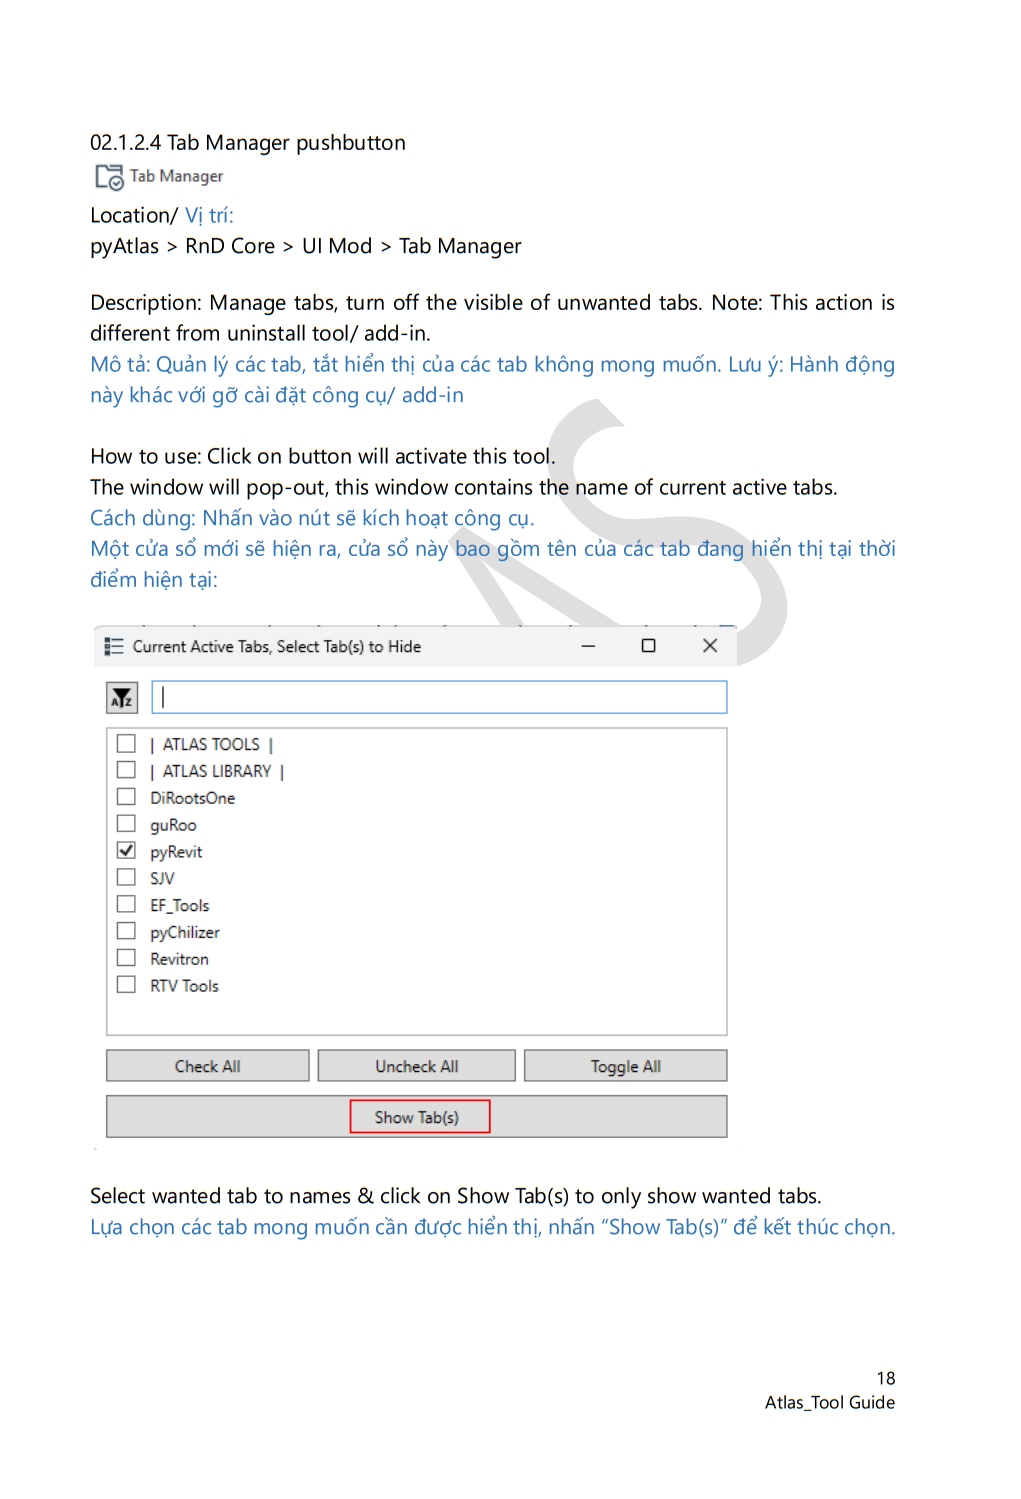 02.1.2.4 Tab Manager pushbutton
Tab Manager
Location/ Vị trí:
pyAtlas > RnD Core > UI Mod > Tab Manager
Description: Manage tabs, turn off the visible of unwanted tabs. Note: This action is
different from uninstall tool/ add-in.
Mô tả: Quản lý các tab, tắt hiển thị của các tab không mong muốn. Lưu ý: Hành động
này khác với gỡ cài đặt công cụ/ add-in
How to use: Click on button will activate this tool.
The window will pop-out, this window contains the name of current active tabs.
Cách dùng: Nhấn vào nút sẽ kích hoạt công cụ.
Một cửa sổ mới sẽ hiện ra, cửa sổ này bao gồm tên của các tab đang hiển thị tại thời
điểm hiện tại:
Current Active Tabs, Select Tab(s) to Hide
AZ
| ATLAS TOOLS |
| ATLAS LIBRARY |
DiRootsOne
guRoo
pyRevit
SJV
EF_Tools
pyChilizer
Revitron
RTV Tools
Check All Uncheck All Toggle All
Show Tab(s)
Select wanted tab to names & click on Show Tab(s) to only show wanted tabs.
Lựa chọn các tab mong muốn cần được hiển thị, nhấn “Show Tab(s)” để kết thúc chọn.
18
Atlas_Tool Guide